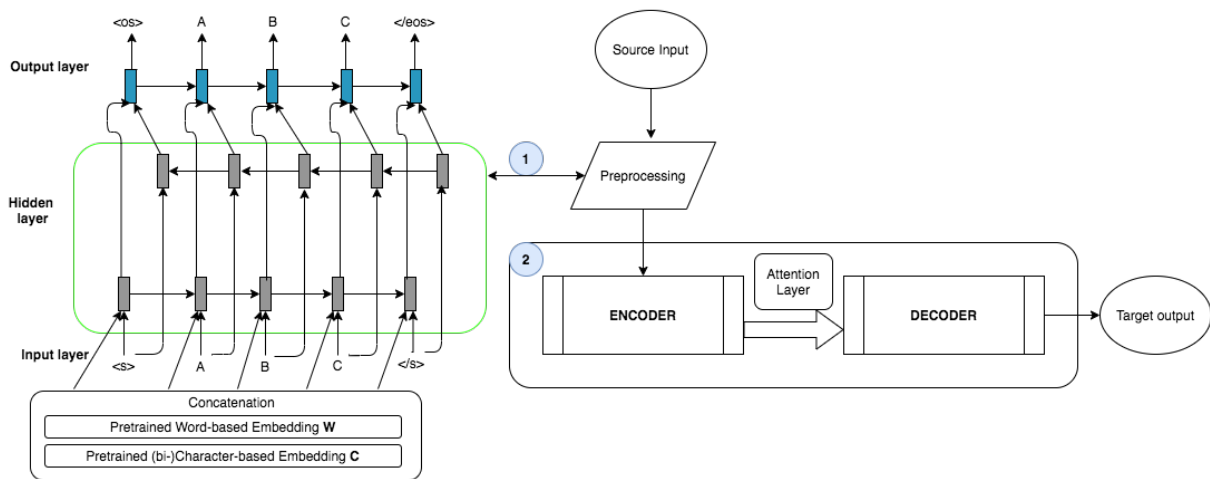 <os> A B C </eos>
Output layer
Source Input
1
Preprocessing
Hidden
layer
2
Attention
Layer
ENCODER
DECODER
Target output
Input layer
<s> A B C </s>
Concatenation
Pretrained Word-based Embedding W
Pretrained (bi-)Character-based Embedding C